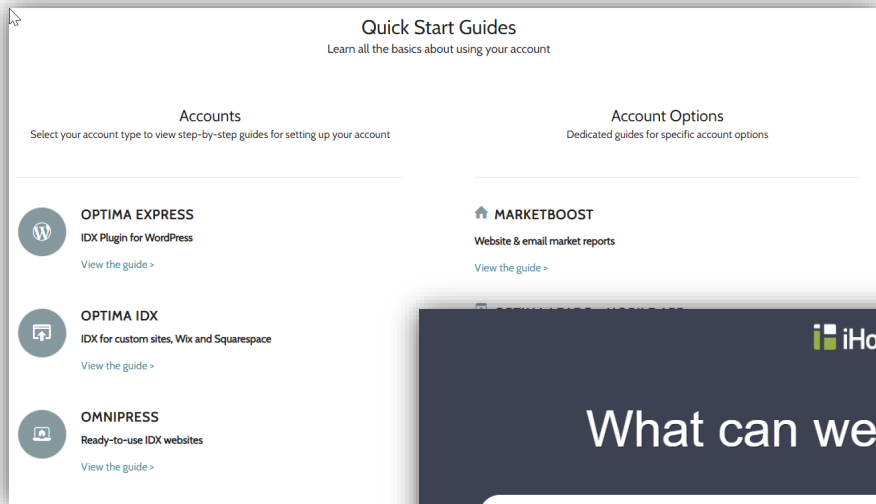 Quick Start Guides
Learn all the basics about using your account
Accounts
Select your account type to view step-by-step guides for setting up your account
OPTIMA EXPRESS
IDX Plugin for WordPress
View the guide >
OPTIMA IDX
IDX for custom sites, Wix and Squarespace
View the guide >
OMNIPRESS
Ready-to-use IDX websites
View the guide >
Account Options
Dedicated guides for specific account options
MARKETBOOST
Website & email market reports
View the guide >
iHo
What can we